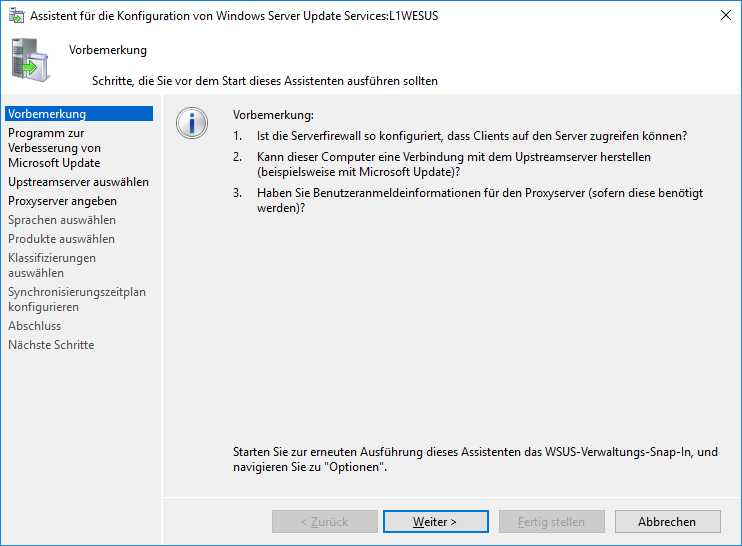 Assistent für die Konfiguration von Windows Server Update Services:L1WESUS
Vorbemerkung
Schritte, die Sie vor dem Start dieses Assistenten ausführen sollten
Vorbemerkung
Programm zur
Verbesserung von
Microsoft Update
Upstreamserver auswählen
Proxyserver angeben
Sprachen auswählen
Produkte auswählen
Klassifizierungen
auswählen
Synchronisierungszeitplan
konfigurieren
Abschluss
Nächste Schritte
Vorbemerkung:
1. Ist die Serverfirewall so konfiguriert, dass Clients auf den Server zugreifen können?
2. Kann dieser Computer eine Verbindung mit dem Upstreamserver herstellen
(beispielsweise mit Microsoft Update)?
3. Haben Sie Benutzeranmeldeinformationen für den Proxyserver (sofern diese benötigt
werden)?
Starten Sie zur erneuten Ausführung dieses Assistenten das WSUS-Verwaltungs-Snap-In, und
navigieren Sie zu "Optionen".
< Zurück
Weiter >
Fertig stellen
Abbrechen